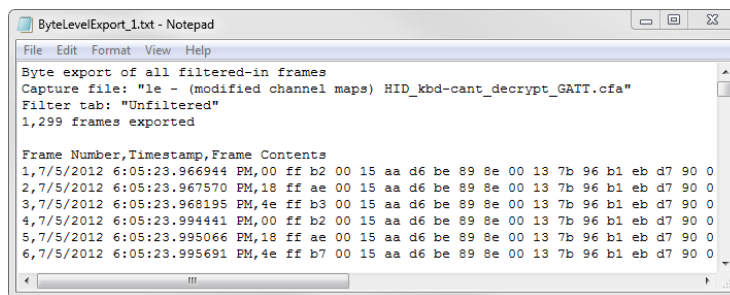 ByteLevelExport_1.txt - Notepad
File Edit Format View Help
Byte export of all filtered-in frames
Capture file: "le - (modified channel maps) HID_kbd-cant_decrypt_GATT.cfa"
Filter tab: "Unfiltered"
1,299 frames exported
Frame Number,Timestamp,Frame Contents
1,7/5/2012 6:05:23.966944 PM,00 ff b2 00 15 aa d6 be 89 8e 00 13 7b 96 b1 eb d7 90 0
2,7/5/2012 6:05:23.967570 PM,18 ff ae 00 15 aa d6 be 89 8e 00 13 7b 96 b1 eb d7 90 0
3,7/5/2012 6:05:23.968195 PM,4e ff b3 00 15 aa d6 be 89 8e 00 13 7b 96 b1 eb d7 90 0
4,7/5/2012 6:05:23.994441 PM,00 ff b2 00 15 aa d6 be 89 8e 00 13 7b 96 b1 eb d7 90 0
5,7/5/2012 6:05:23.995066 PM,18 ff ae 00 15 aa d6 be 89 8e 00 13 7b 96 b1 eb d7 90 0
6,7/5/2012 6:05:23.995691 PM,4e ff b7 00 15 aa d6 be 89 8e 00 13 7b 96 b1 eb d7 90 0